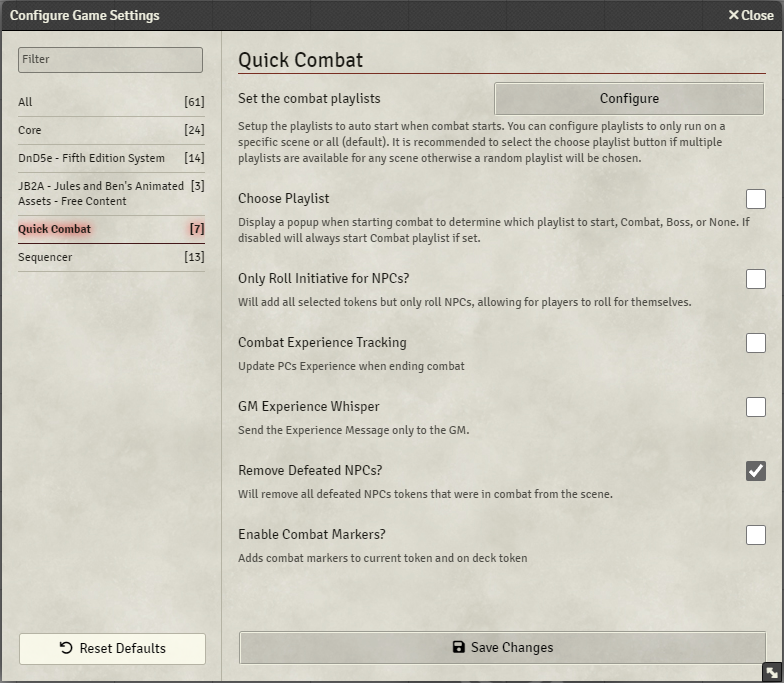 Configure Game Settings
Close
Filter
All [61]
Core [24]
DnD5e - Fifth Edition System [14]
JB2A - Jules and Ben's Animated [3]
Assets - Free Content
Quick Combat [7]
Sequencer [13]
Reset Defaults
Quick Combat
Set the combat playlists
Configure
Setup the playlists to auto start when combat starts. You can configure playlists to only run on a
specific scene or all (default). It is recommended to select the choose playlist button if multiple
playlists are available for any scene otherwise a random playlist will be chosen.
Choose Playlist
Display a popup when starting combat to determine which playlist to start, Combat, Boss, or None. If
disabled will always start Combat playlist if set.
Only Roll Initiative for NPCs?
Will add all selected tokens but only roll NPCs, allowing for players to roll for themselves.
Combat Experience Tracking
Update PCs Experience when ending combat
GM Experience Whisper
Send the Experience Message only to the GM.
Remove Defeated NPCs?
Will remove all defeated NPCs tokens that were in combat from the scene.
Enable Combat Markers?
Adds combat markers to current token and on deck token
Save Changes